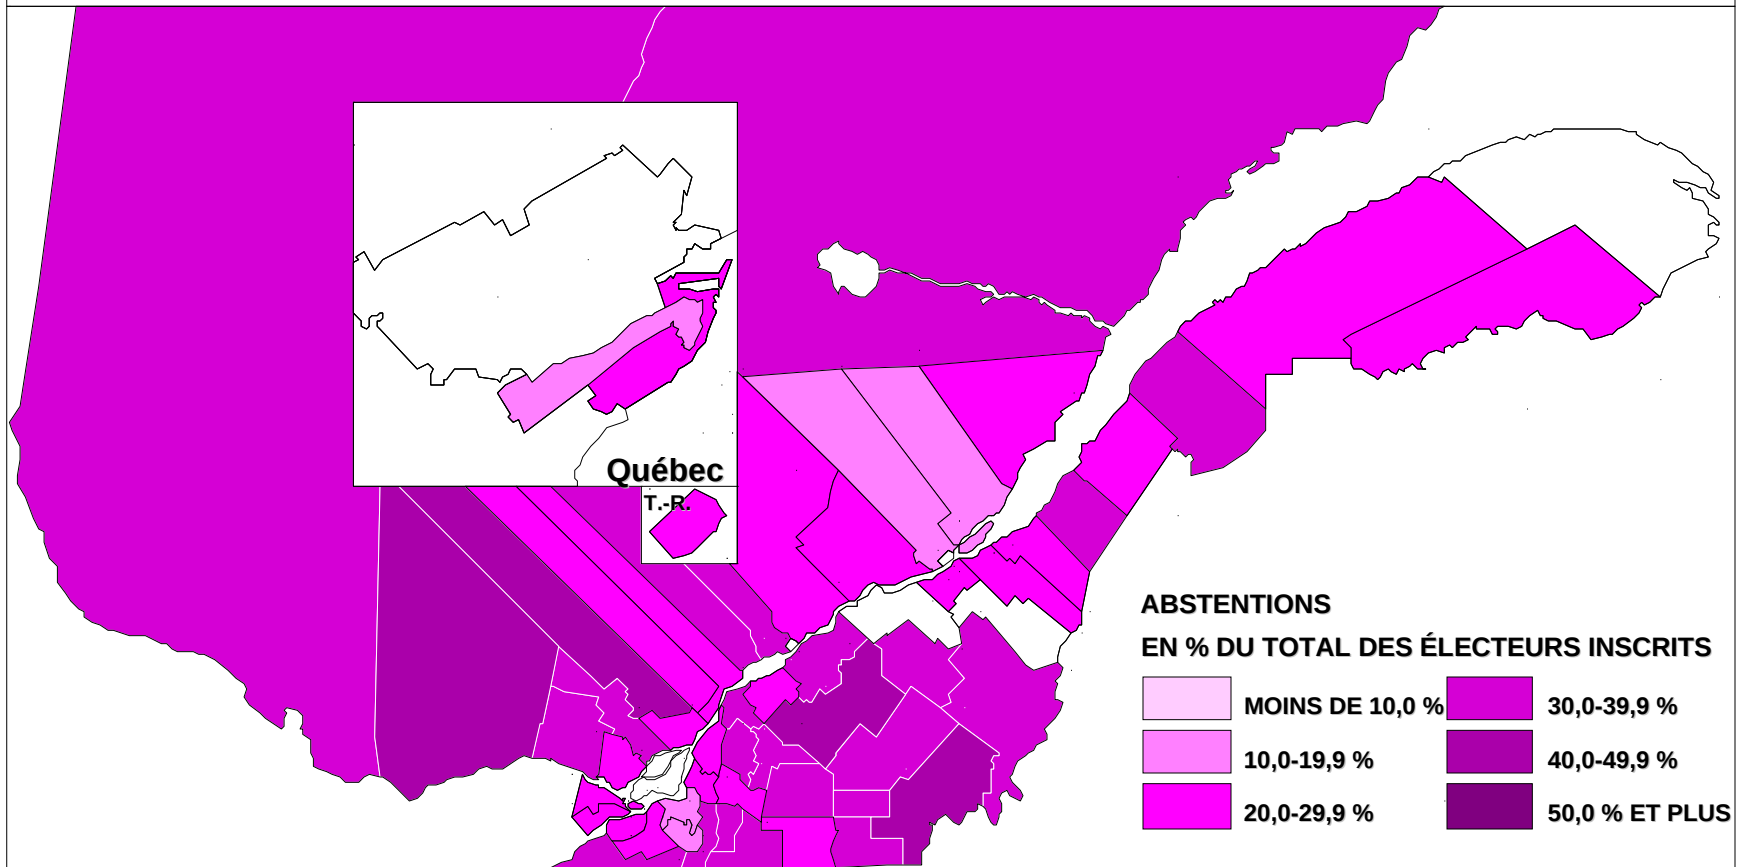 Québec
T.-R.
ABSTENTIONS
EN % DU TOTAL DES ÉLECTEURS INSCRITS
MOINS DE 10,0 %
10,0-19,9 %
20,0-29,9 %
30,0-39,9 %
40,0-49,9 %
50,0 % ET PLUS